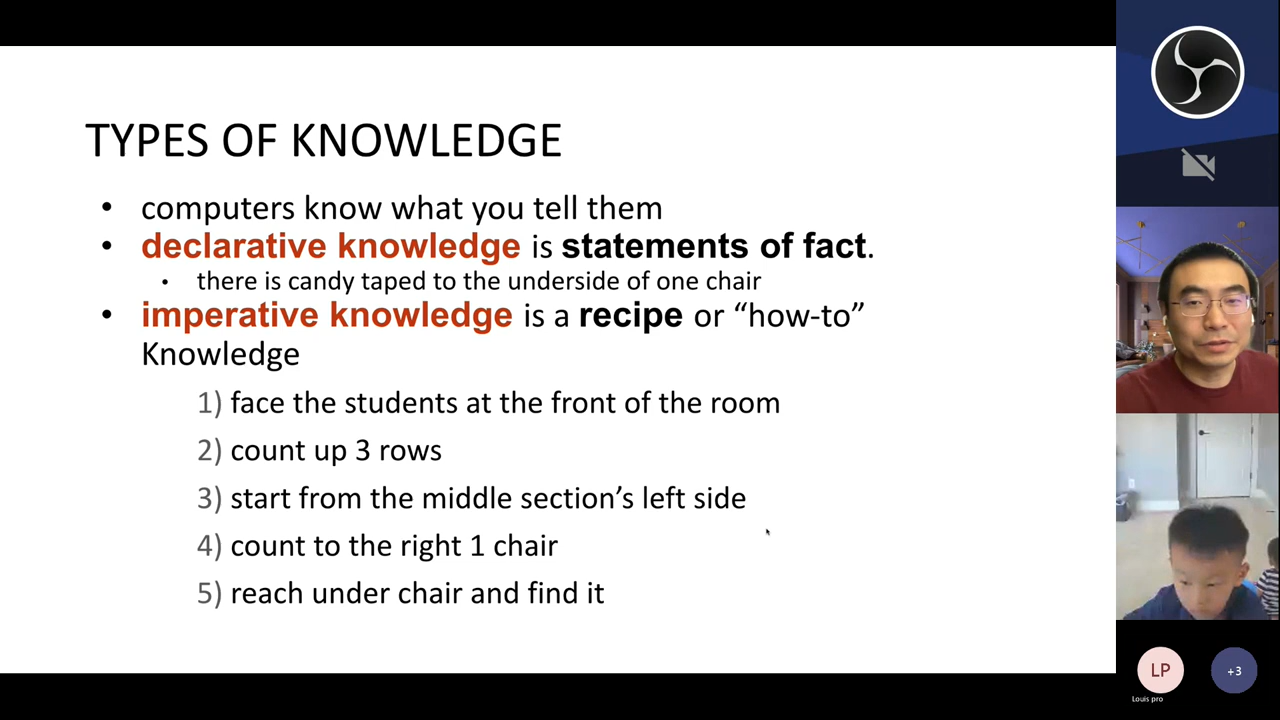 TYPES OF KNOWLEDGE
• computers know what you tell them
• declarative knowledge is statements of fact.
• there is candy taped to the underside of one chair
• imperative knowledge is a recipe or “how-to”
Knowledge
1) face the students at the front of the room
2) count up 3 rows
3) start from the middle section’s left side
4) count to the right 1 chair
5) reach under chair and find it
LP
+3
Louis pro